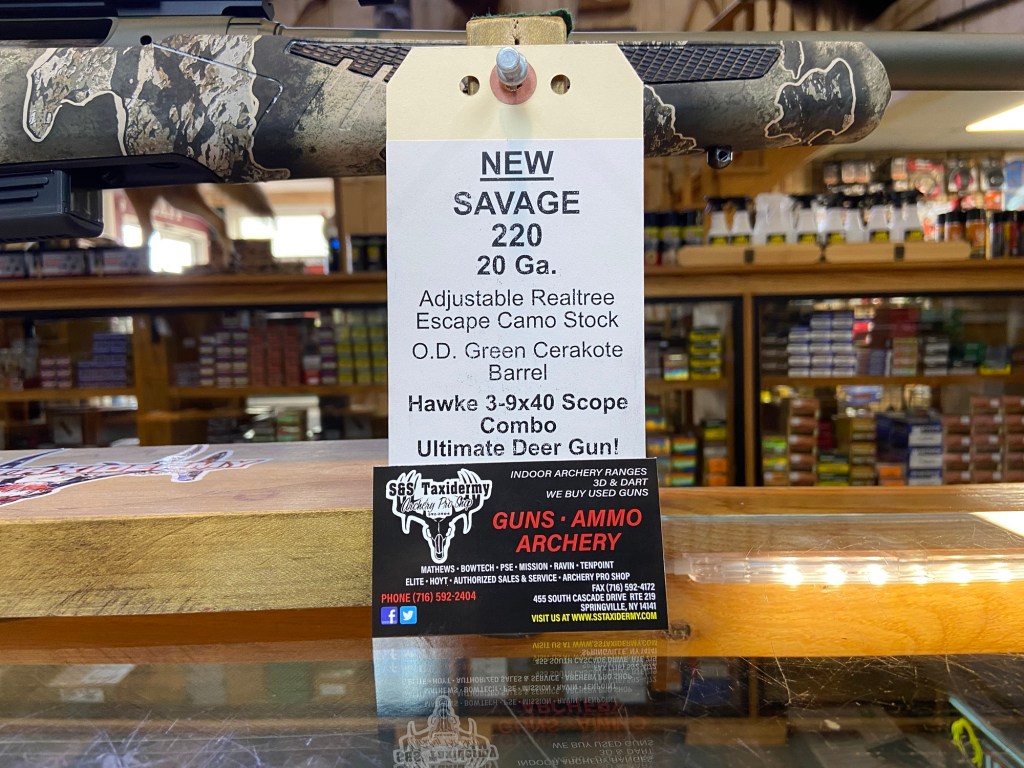 NEW
SAVAGE
220
20 Ga.
Adjustable Realtree
Escape Camo Stock
O.D. Green Cerakote
Barrel
Hawke 3-9x40 Scope
Combo
Ultimate Deer Gun!
S&S Taxidermy
Archery Pro Shop
INDOOR ARCHERY RANGES
3D & DART
WE BUY USED GUNS
GUNS · AMMO
ARCHERY
MATHEWS · BOWTECH · PSE · MISSION · RAVIN · TENPOINT
ELITE · HOYT · AUTHORIZED SALES & SERVICE · ARCHERY PRO SHOP
PHONE (716) 592-2404
FAX (716) 592-4172
455 SOUTH CASCADE DRIVE RTE 219
SPRINGVILLE, NY 14141
VISIT US AT WWW.SSTAXIDERMY.COM